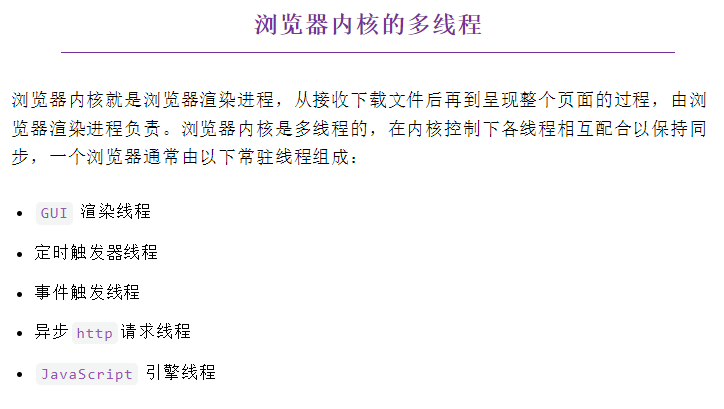 浏览器内核的多线程
浏览器内核就是浏览器渲染进程，从接收下载文件后再到呈现整个页面的过程，由浏
览器渲染进程负责。浏览器内核是多线程的，在内核控制下各线程相互配合以保持同
步，一个浏览器通常由以下常驻线程组成：
• GUI 渲染线程
• 定时触发器线程
• 事件触发线程
• 异步 http 请求线程
• JavaScript 引擎线程